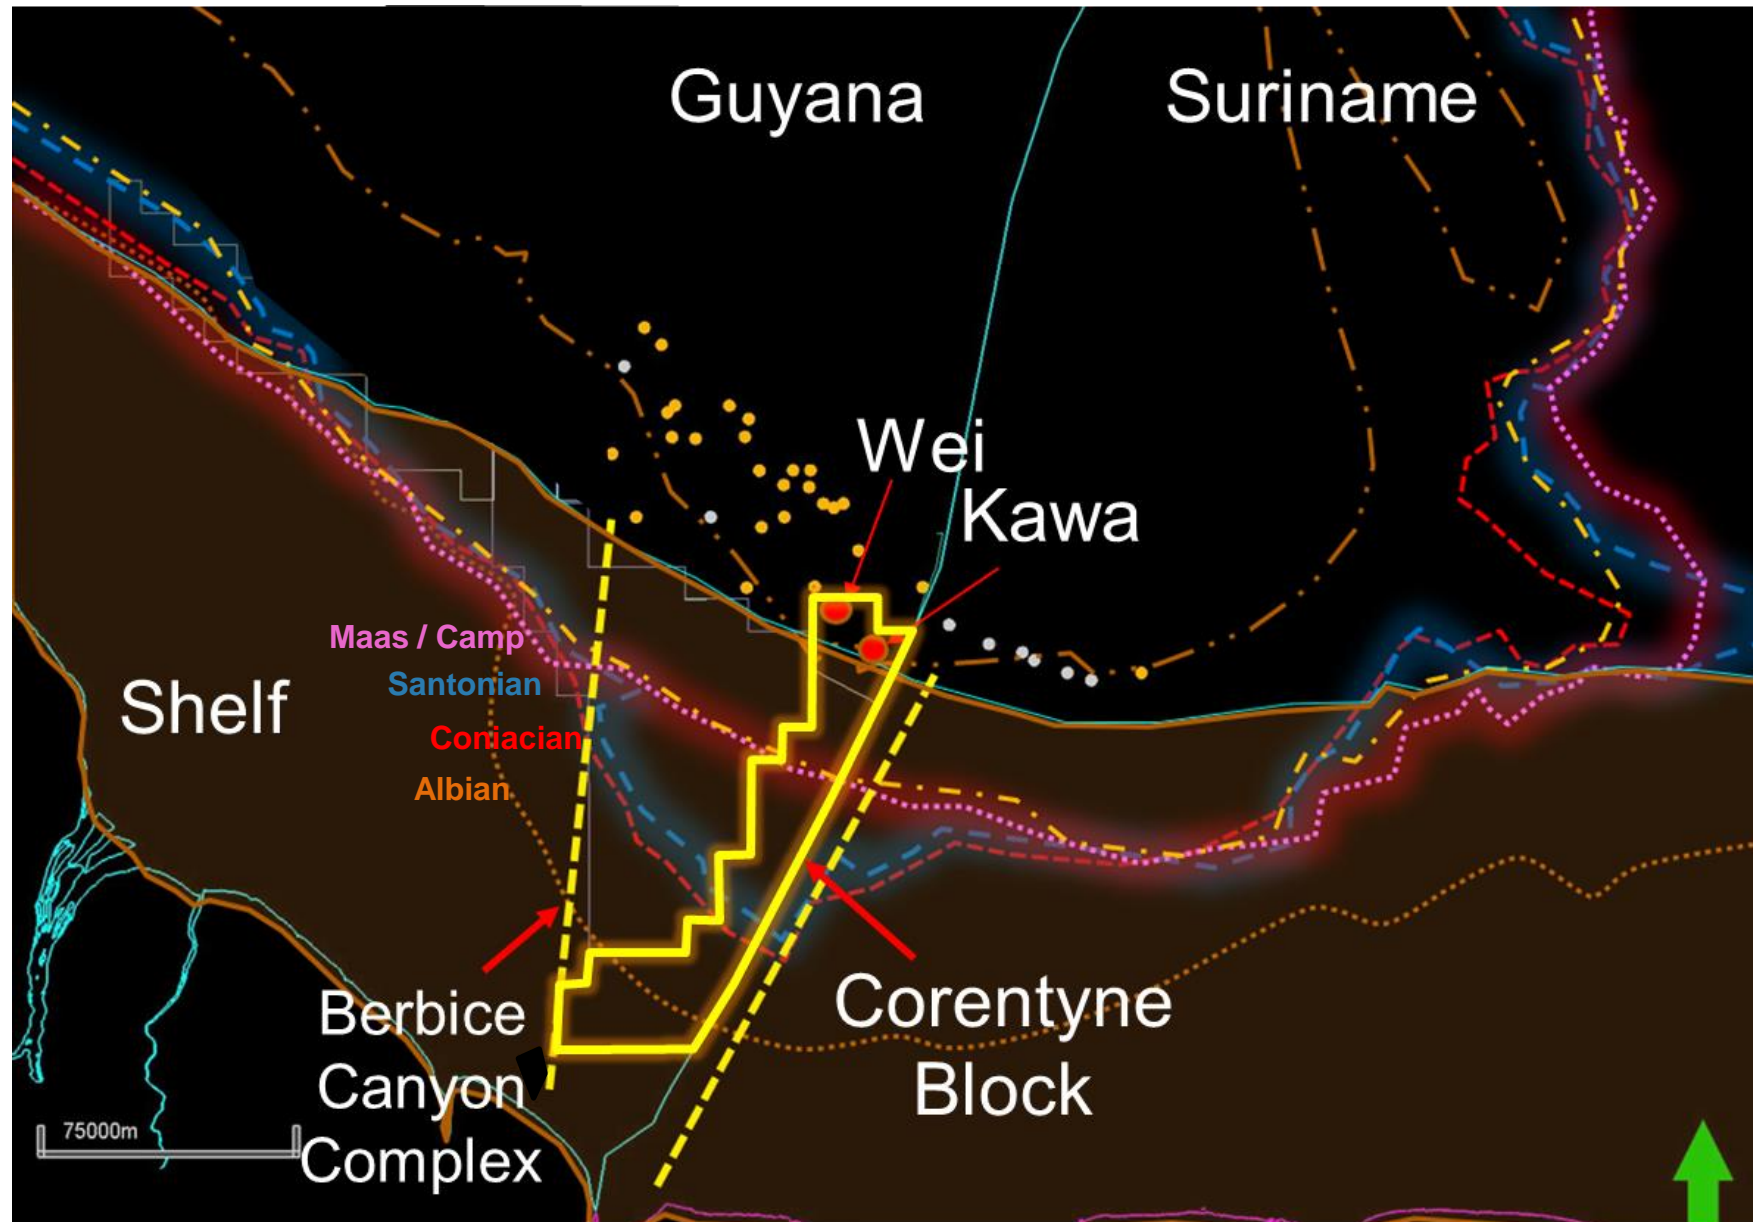 Guyana
Suriname
Wei
Kawa
Maas / Camp
Santonian
Shelf
Coniacian
Albian
Berbice
Canyon
Complex
Corentyne
Block
75000m